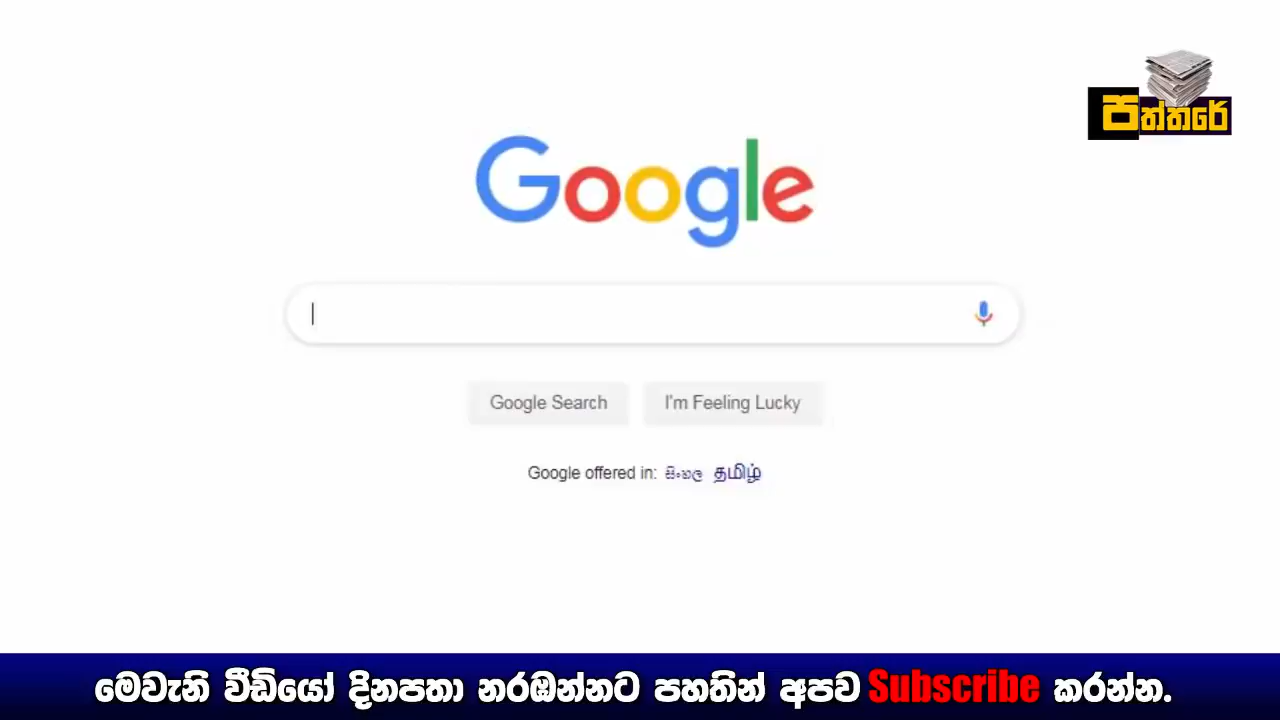 පත්තරේ
Google
Google Search
I'm Feeling Lucky
Google offered in: සිංහල தமிழ்
මෙවැනි වීඩියෝ දිනපතා නරඹන්නට පහතින් අපව Subscribe කරන්න.